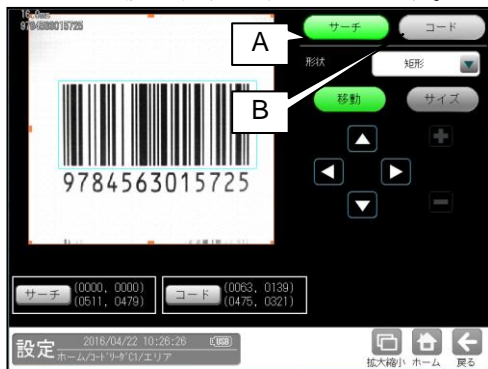 16.0ms
9784563015725
A
B
サーチ
コード
形状
矩形
移動
サイズ
9784563015725
サーチ
(0000, 0000)
(0511, 0479)
コード
(0063, 0139)
(0475, 0321)
設定
2016/04/22 10:26:26
ホーム/コードリーダC1/エリア
拡大縮小
ホーム
戻る